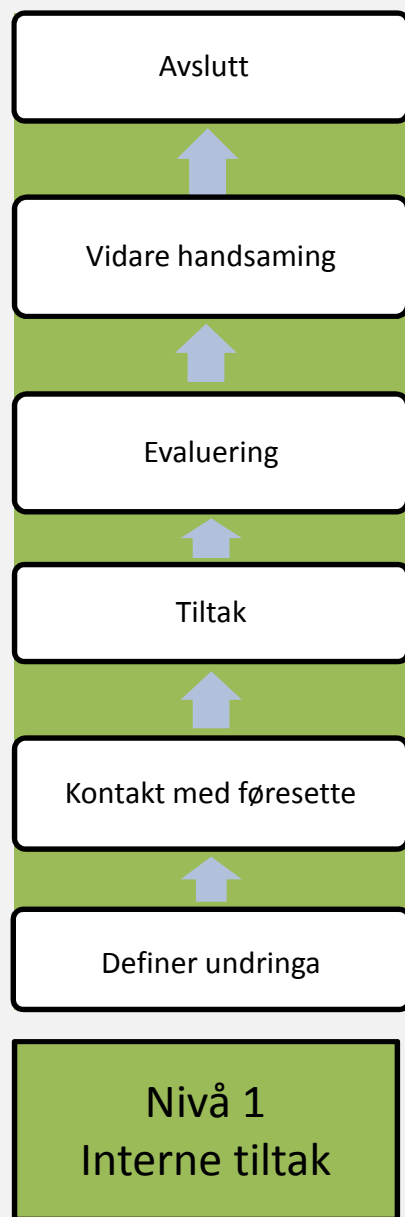 Avslutt
Vidare handsaming
Evaluering
Tiltak
Kontakt med føresette
Definer undringa
Nivå 1
Interne tiltak